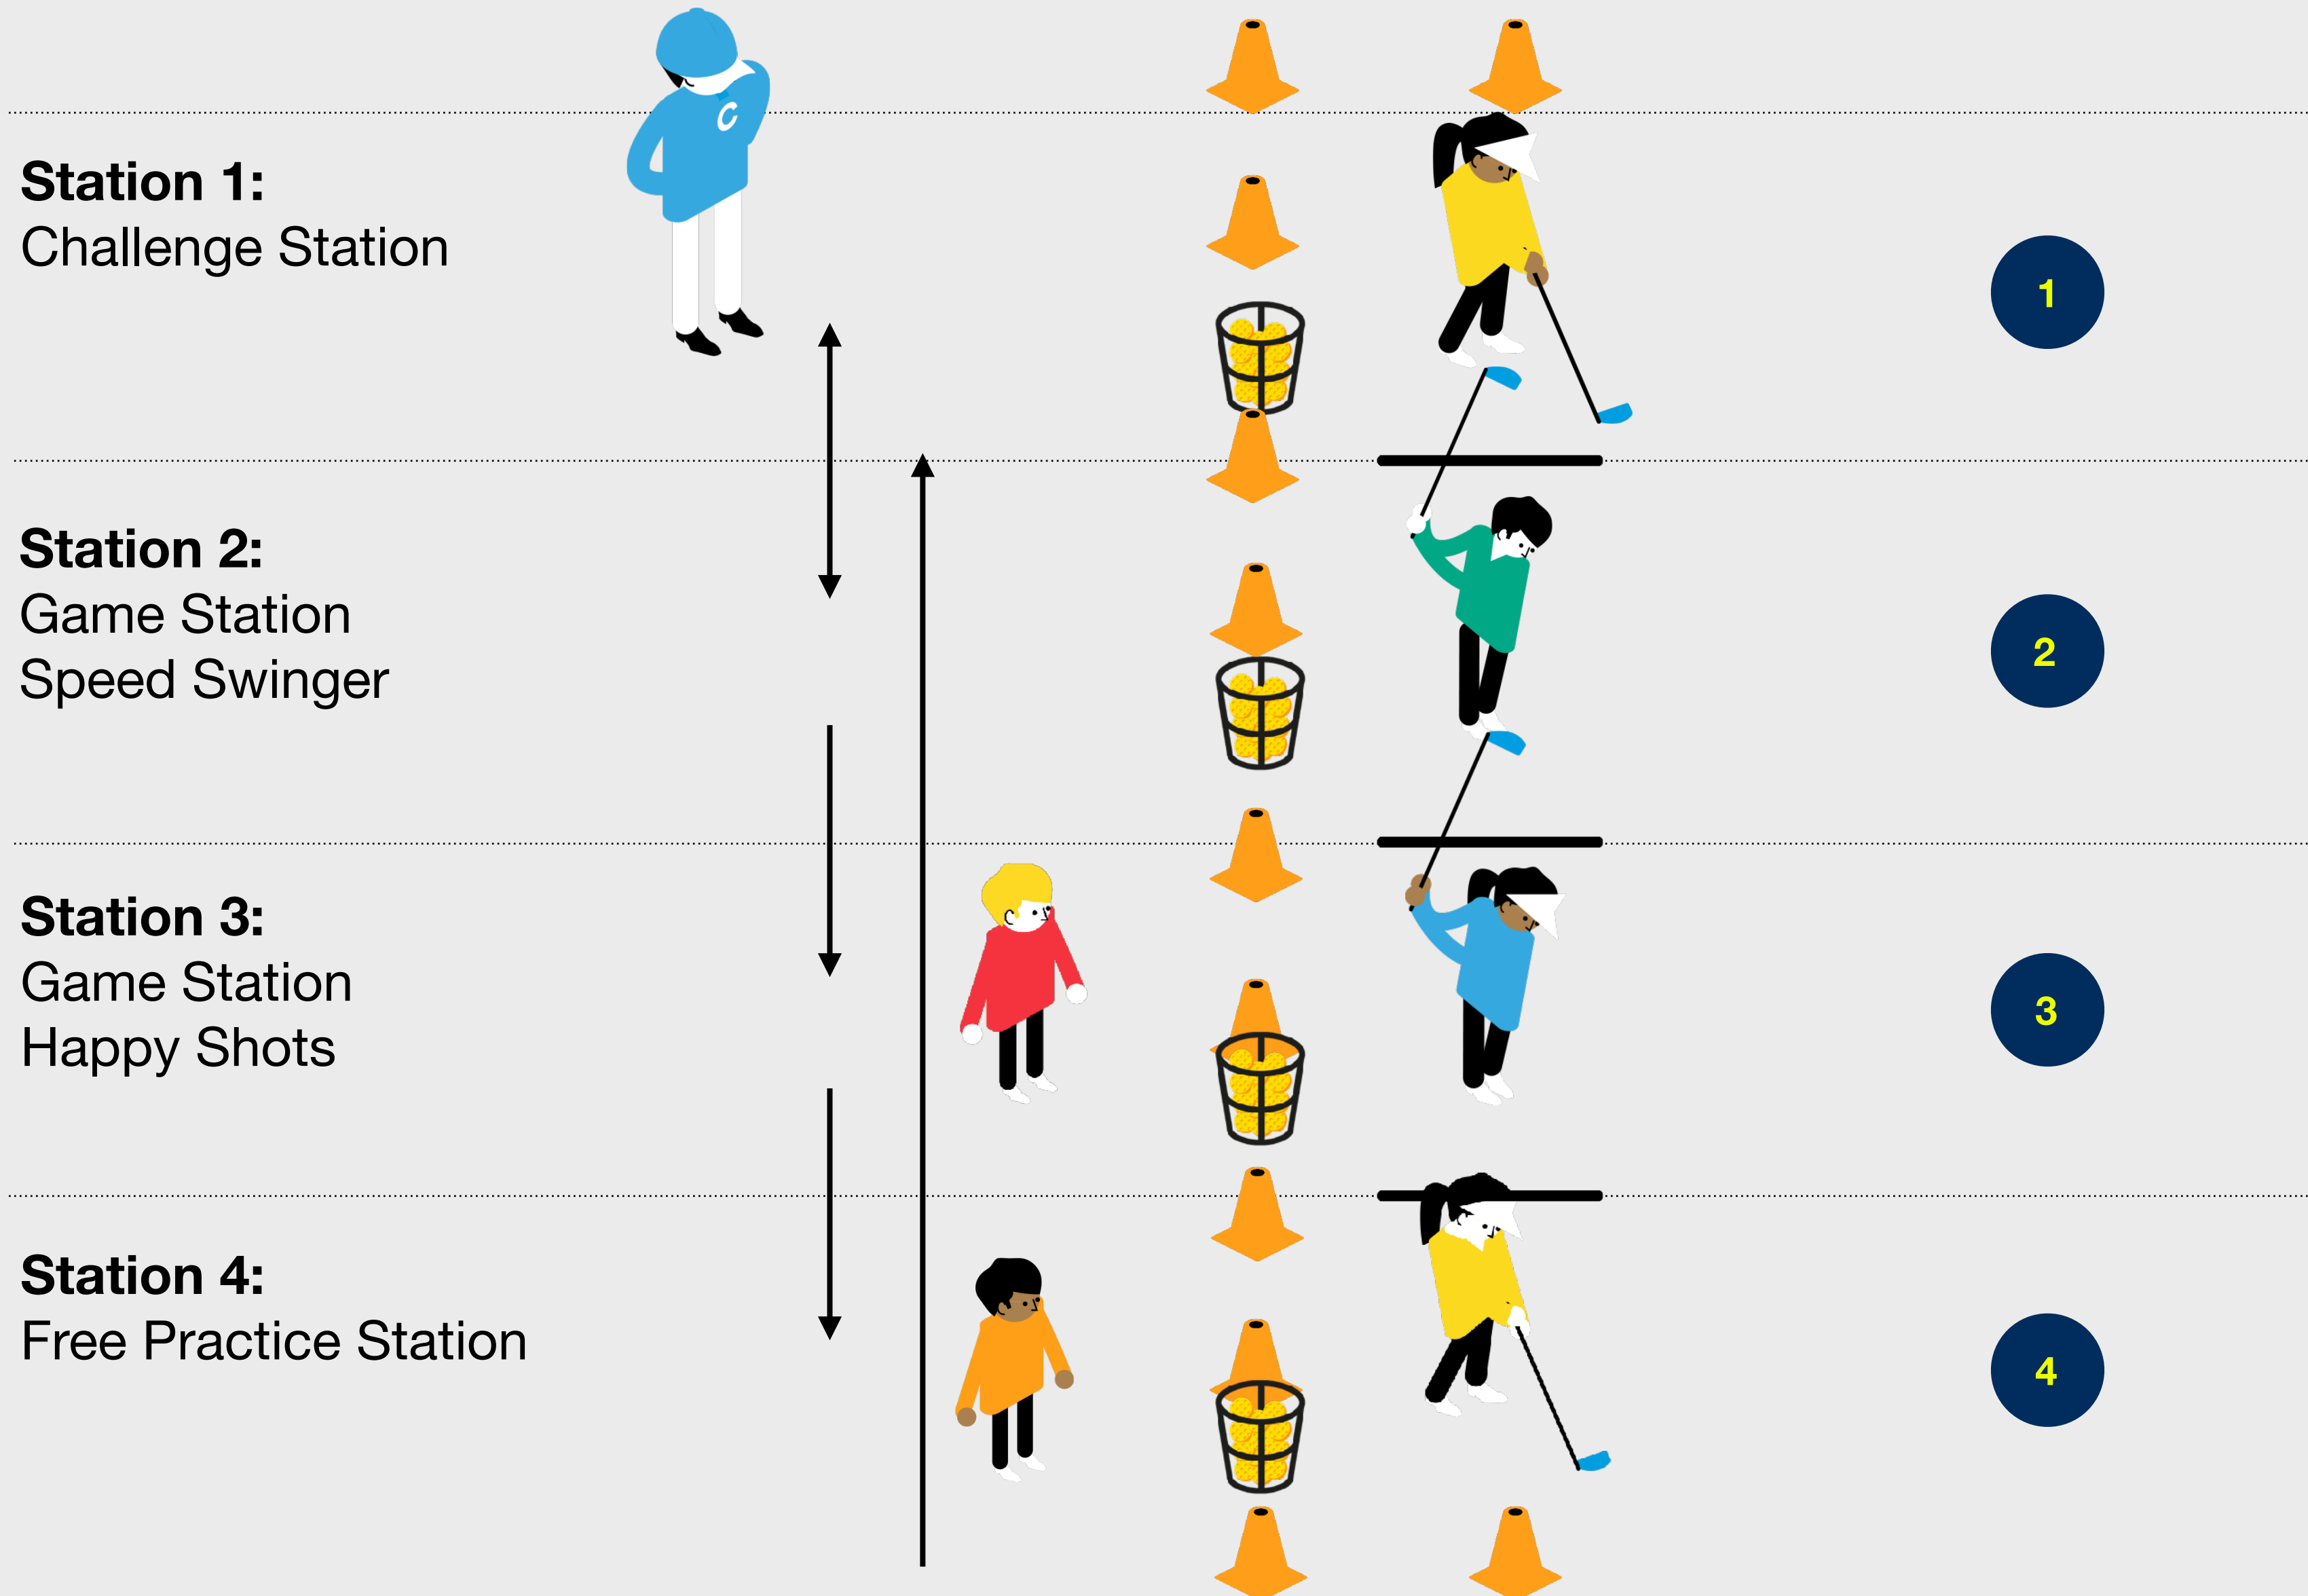 C
Station 1:
Challenge Station
1
Station 2:
Game Station
Speed Swinger
2
Station 3:
Game Station
Happy Shots
3
Station 4:
Free Practice Station
4